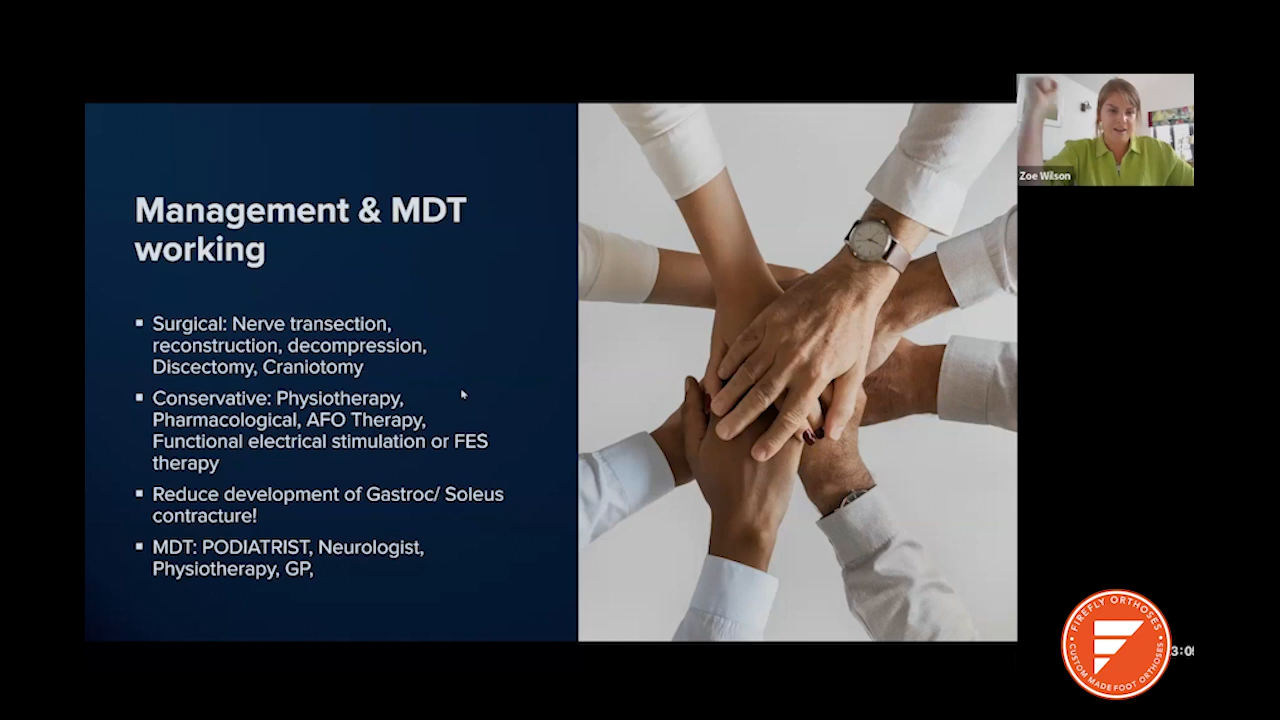 Management & MDT
working
▪ Surgical: Nerve transection,
reconstruction, decompression,
Discectomy, Craniotomy
▪ Conservative: Physiotherapy,
Pharmacological, AFO Therapy,
Functional electrical stimulation or FES
therapy
▪ Reduce development of Gastroc/ Soleus
contracture!
▪ MDT: PODIATRIST, Neurologist,
Physiotherapy, GP,
Zoe Wilson
FIREFLY ORTHOSES
CUSTOM MADE FOOT ORTHOSES